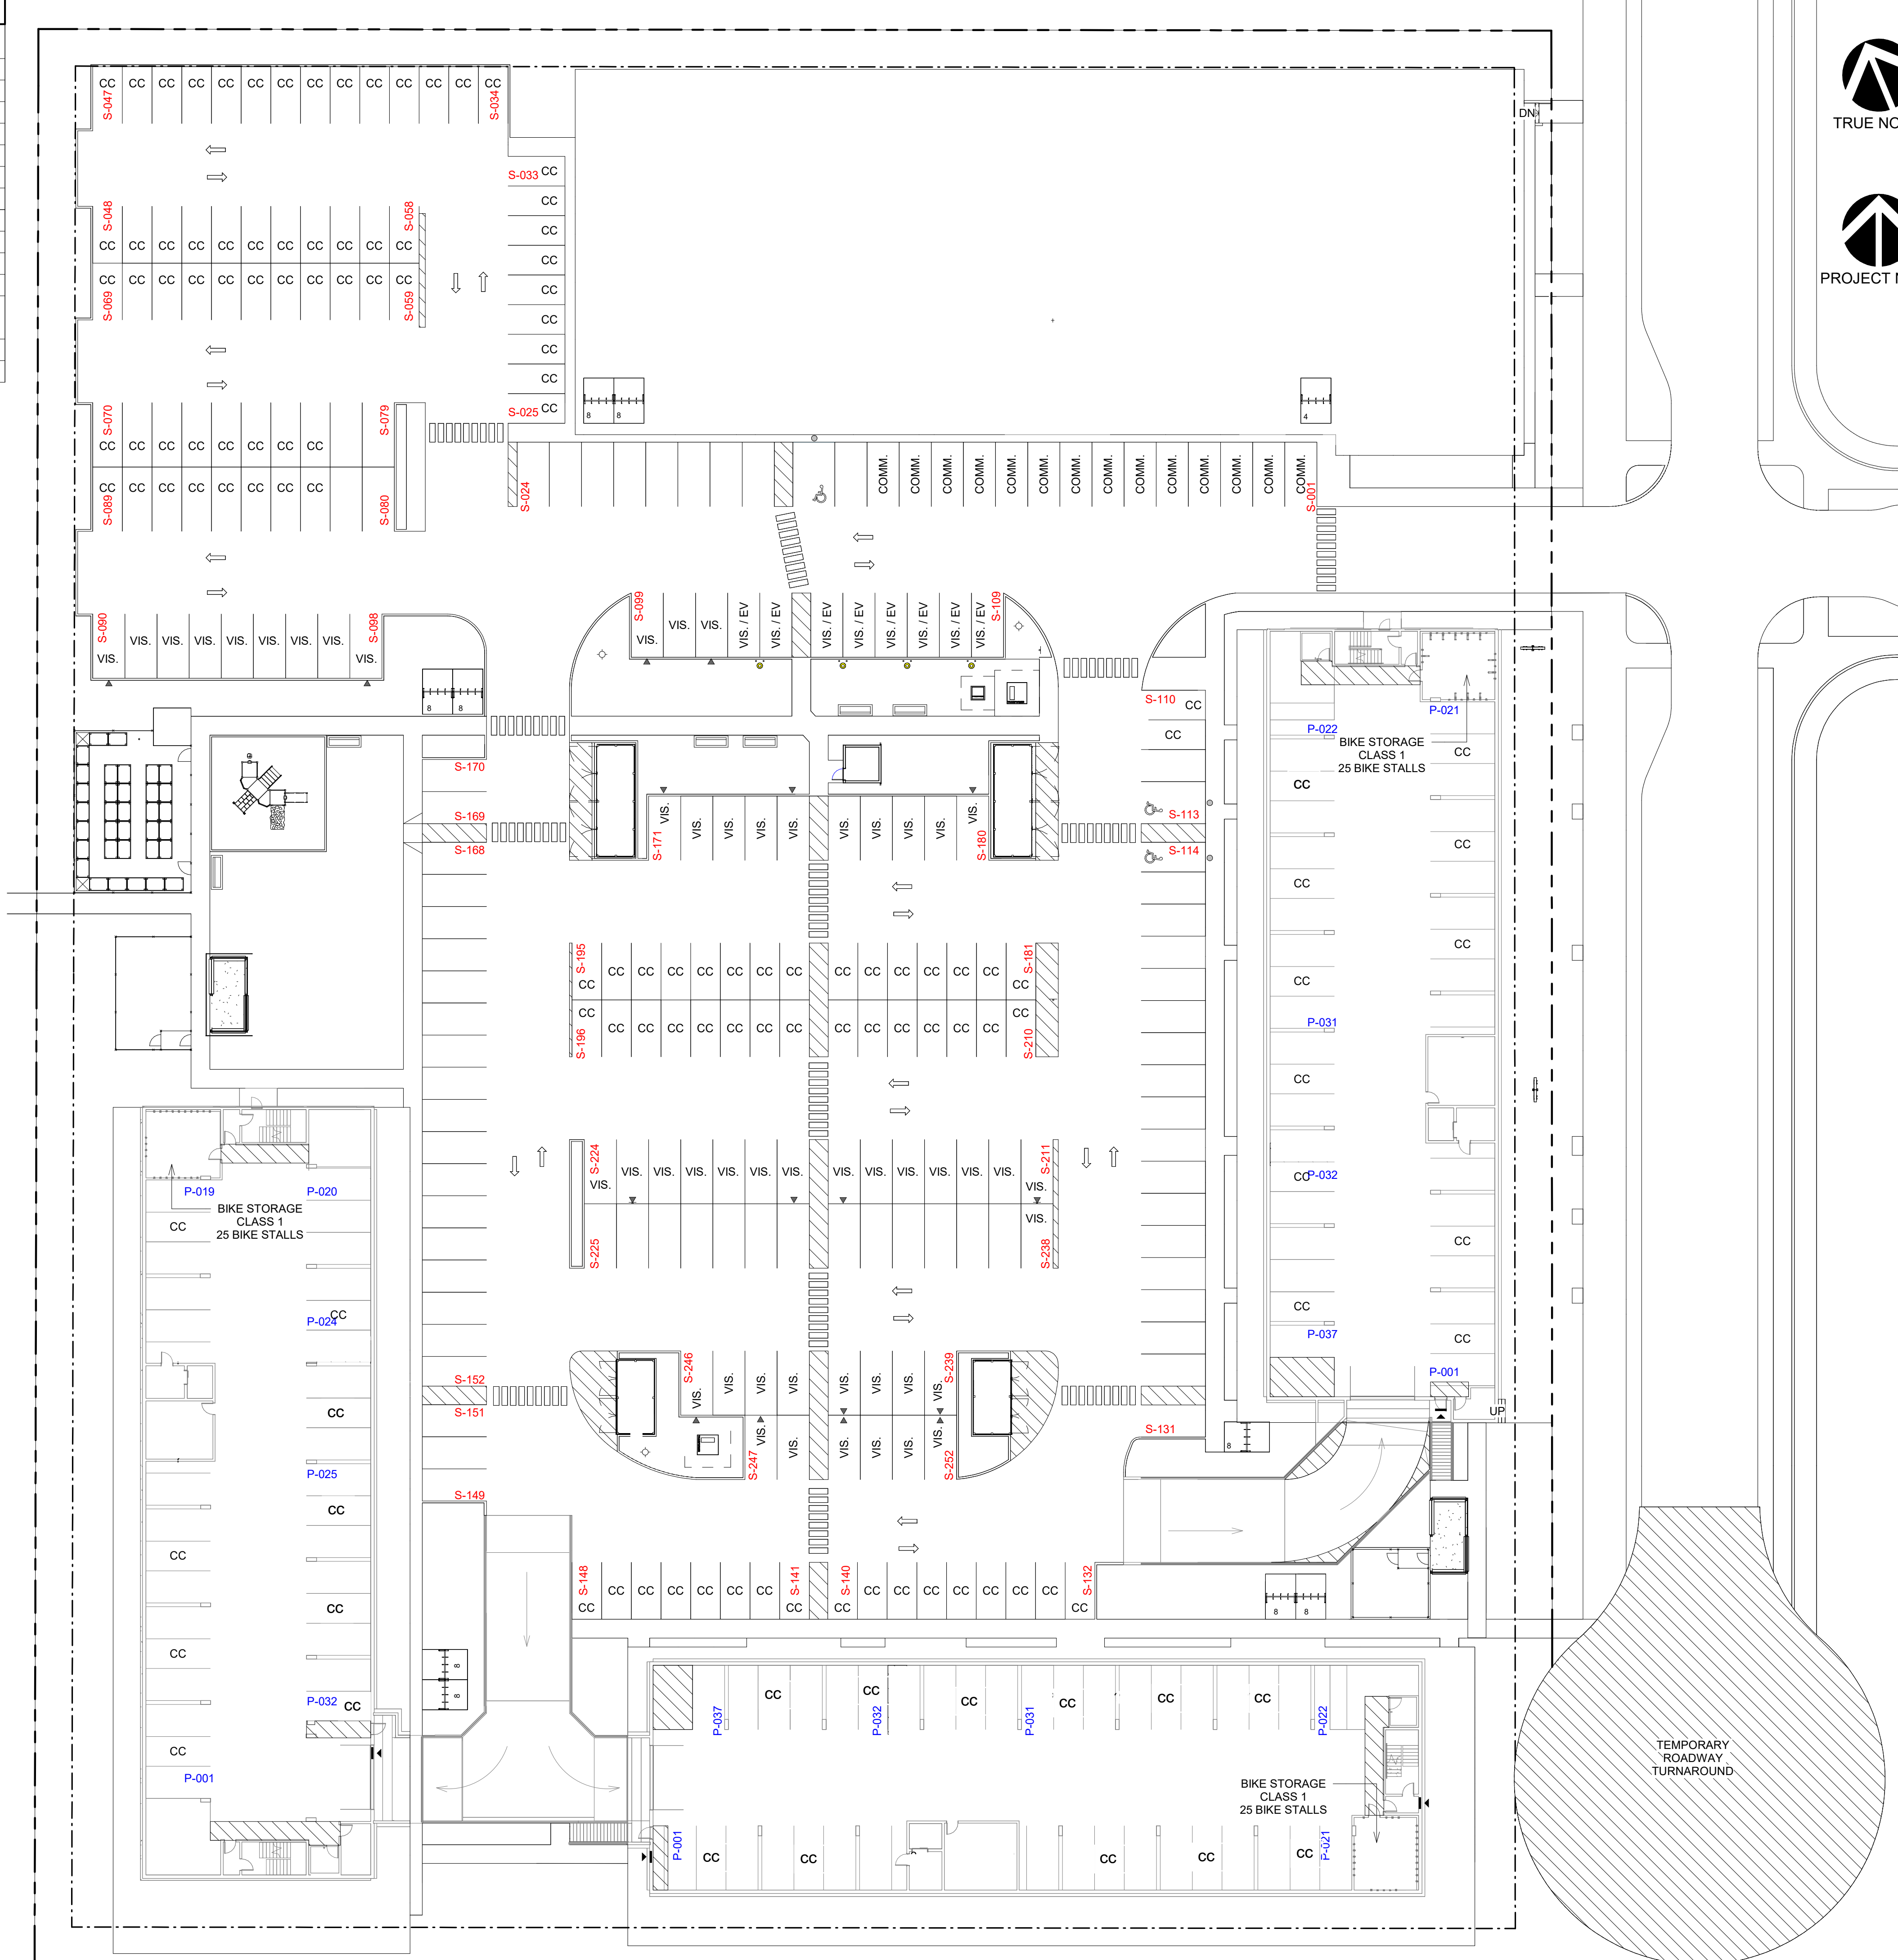 TRUE NO
PROJECT N
DN
CC CC CC CC CC CC CC CC CC CC CC CC CC CC
S-047 S-034
S-033 CC
CC
CC
CC
CC
CC
CC
CC
S-025 CC
S-048 S-058
CC CC CC CC CC CC CC CC CC CC CC
CC CC CC CC CC CC CC CC CC CC CC
S-069 S-059
8 8 4
S-070 S-079
CC CC CC CC CC CC CC CC
CC CC CC CC CC CC CC CC
S-089 S-080
S-024 COMM. COMM. COMM. COMM. COMM. COMM. COMM. COMM. COMM. COMM. COMM. COMM. COMM. COMM. S-001
S-090 S-098
VIS. VIS. VIS. VIS. VIS. VIS. VIS. VIS. VIS.
S-099 S-109
VIS. VIS. VIS. VIS. / EV VIS. / EV VIS. / EV VIS. / EV VIS. / EV VIS. / EV VIS. / EV VIS. / EV
8 8
S-110 CC
CC
S-113
S-114
S-131
S-170
S-169
S-168
S-152
S-151
S-149
S-171 VIS. VIS. VIS. VIS. VIS. VIS. VIS. VIS. VIS. VIS. S-180
S-195 S-181
CC CC CC CC CC CC CC CC CC CC CC CC CC CC CC
CC CC CC CC CC CC CC CC CC CC CC CC CC CC CC
S-196 S-210
S-224 S-211
VIS. VIS. VIS. VIS. VIS. VIS. VIS. VIS. VIS. VIS. VIS. VIS. VIS. VIS.
VIS.
S-225 S-238
S-246 S-239
VIS. VIS. VIS. VIS. VIS. VIS. VIS. VIS.
VIS. VIS. VIS. VIS. VIS. VIS.
S-247 S-252
S-148 S-141 S-140 S-132
CC CC CC CC CC CC CC CC CC CC CC CC CC CC CC CC CC
P-021
P-022
BIKE STORAGE
CLASS 1
25 BIKE STALLS
CC
CC
CC
CC
CC
CC
CC
P-031
CC
CC P-032
CC
CC
CC
P-037
CC
P-001
UP
8
8 8
P-019 P-020
BIKE STORAGE
CLASS 1
25 BIKE STALLS
CC
P-024 CC
CC
P-025
CC
CC
CC
CC
P-032 CC
CC
P-001
8
8
P-037 CC CC P-032 CC P-031 CC CC CC P-022
BIKE STORAGE
CLASS 1
25 BIKE STALLS
P-001 CC CC CC CC CC P-021
TEMPORARY
ROADWAY
TURNAROUND